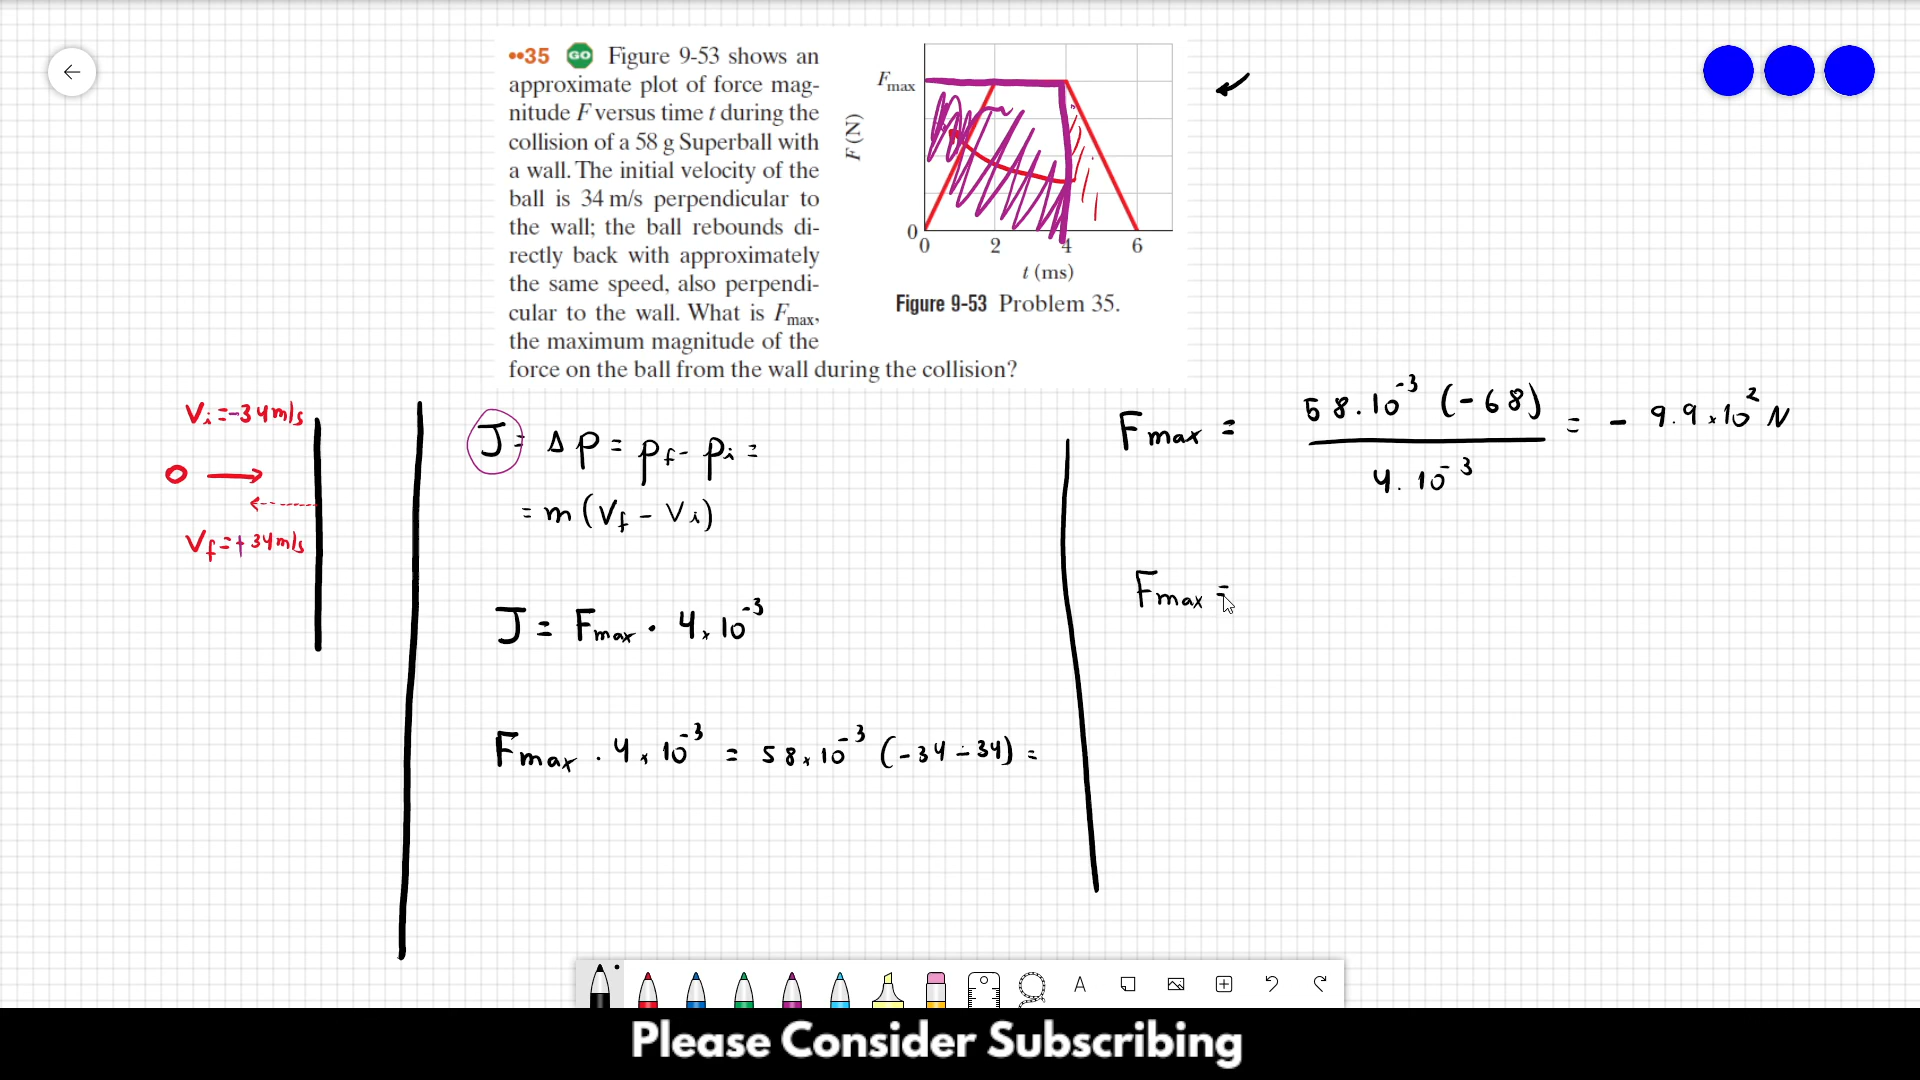 ••35 GO Figure 9-53 shows an
approximate plot of force mag-
nitude F versus time t during the
collision of a 58 g Superball with
a wall. The initial velocity of the
ball is 34 m/s perpendicular to
the wall; the ball rebounds di-
rectly back with approximately
the same speed, also perpendi-
cular to the wall. What is Fmax,
the maximum magnitude of the
force on the ball from the wall during the collision?
Fmax
F (N)
0
0 2 4 6
t (ms)
Figure 9-53 Problem 35.
Vi = -34 m/s
Vf = +34 m/s
J = Δp = pf - pi =
= m (Vf - Vi)
J = Fmax · 4 × 10^-3
Fmax · 4 × 10^-3 = 58 × 10^-3 (-34 - 34) =
Fmax = 58 . 10^-3 (-68) / 4 . 10^-3 = - 9.9 × 10^2 N
Fmax =
A
Please Consider Subscribing